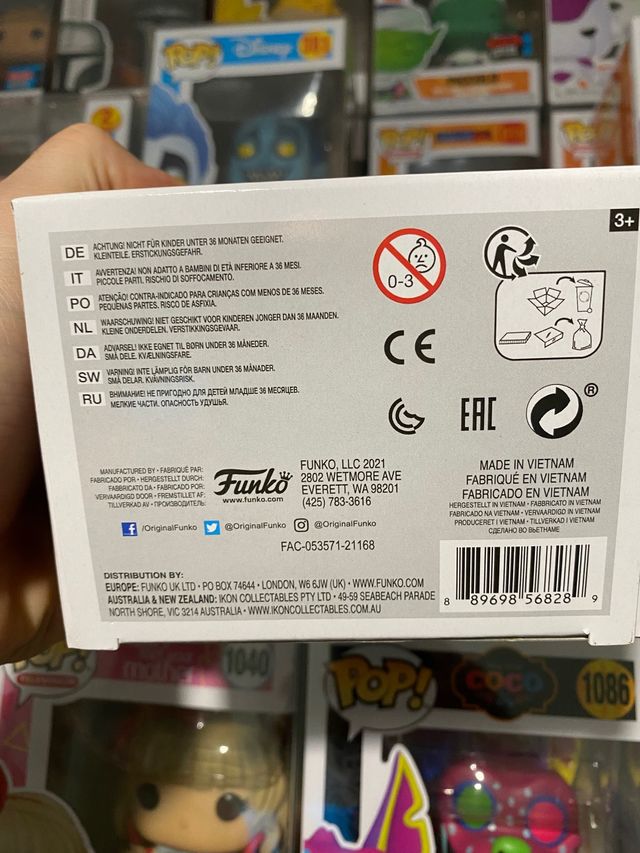 POP!
Disney
381
POP!
3+
DE ACHTUNG! NICHT FÜR KINDER UNTER 36 MONATEN GEEIGNET.
KLEINTEILE. ERSTICKUNGSGEFAHR.
IT AVVERTENZA! NON ADATTO A BAMBINI DI ETÀ INFERIORE A 36 MESI.
PICCOLE PARTI. RISCHIO DI SOFFOCAMENTO.
PO ATENÇÃO! CONTRA-INDICADO PARA CRIANÇAS COM MENOS DE 36 MESES.
PEQUENAS PARTES. RISCO DE ASFIXIA.
NL WAARSCHUWING! NIET GESCHIKT VOOR KINDEREN JONGER DAN 36 MAANDEN.
KLEINE ONDERDELEN. VERSTIKKINGSGEVAAR.
DA ADVARSEL! IKKE EGNET TIL BØRN UNDER 36 MÅNEDER.
SMÅ DELE. KVÆLNINGSFARE.
SW VARNING! INTE LÄMPLIG FÖR BARN UNDER 36 MÅNADER.
SMÅ DELAR. KVÄVNINGSRISK.
RU ВНИМАНИЕ! НЕ ПРИГОДНО ДЛЯ ДЕТЕЙ МЛАДШЕ 36 МЕСЯЦЕВ.
МЕЛКИЕ ЧАСТИ. ОПАСНОСТЬ УДУШЬЯ.
0-3
CE
EAC
®
MANUFACTURED BY • FABRIQUÉ PAR:
FABRICADO POR • HERGESTELLT DURCH:
FABBRICATO DA • FABRICADO POR:
VERVAARDIGD DOOR • FREMSTILLET AF:
TILLVERKAD AV • ПРОИЗВОДИТЕЛЬ:
Funko
www.funko.com
FUNKO, LLC 2021
2802 WETMORE AVE
EVERETT, WA 98201
(425) 783-3616
MADE IN VIETNAM
FABRIQUÉ EN VIETNAM
FABRICADO EN VIETNAM
HERGESTELLT IN VIETNAM • FABBRICATO IN VIETNAM
FABRICADO NA VIETNAM • VERVAARDIGD IN VIETNAM
PRODUCERET I VIETNAM • TILLVERKAD I VIETNAM
СДЕЛАНО ВО ВЬЕТНАМЕ
/OriginalFunko @OriginalFunko @OriginalFunko
FAC-053571-21168
DISTRIBUTION BY:
EUROPE: FUNKO UK LTD • PO BOX 74644 • LONDON, W6 6JW (UK) • WWW.FUNKO.COM
AUSTRALIA & NEW ZEALAND: IKON COLLECTABLES PTY LTD • 49-59 SEABEACH PARADE
NORTH SHORE, VIC 3214 AUSTRALIA • WWW.IKONCOLLECTABLES.COM.AU
8 89698 56828 9
mother
1040
POP!
COCO
1086